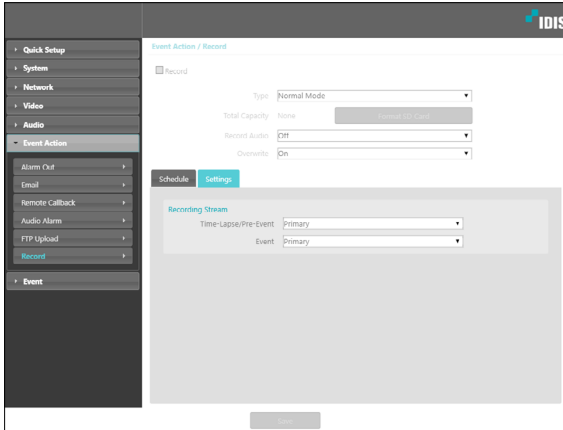 IDIS
Quick Setup
System
Network
Video
Audio
Event Action
Alarm Out
Email
Remote Callback
Audio Alarm
FTP Upload
Record
Event
Event Action / Record
Record
Type Normal Mode
Total Capacity None Format SD Card
Record Audio Off
Overwrite On
Schedule Settings
Recording Stream
Time-Lapse/Pre-Event Primary
Event Primary
Save